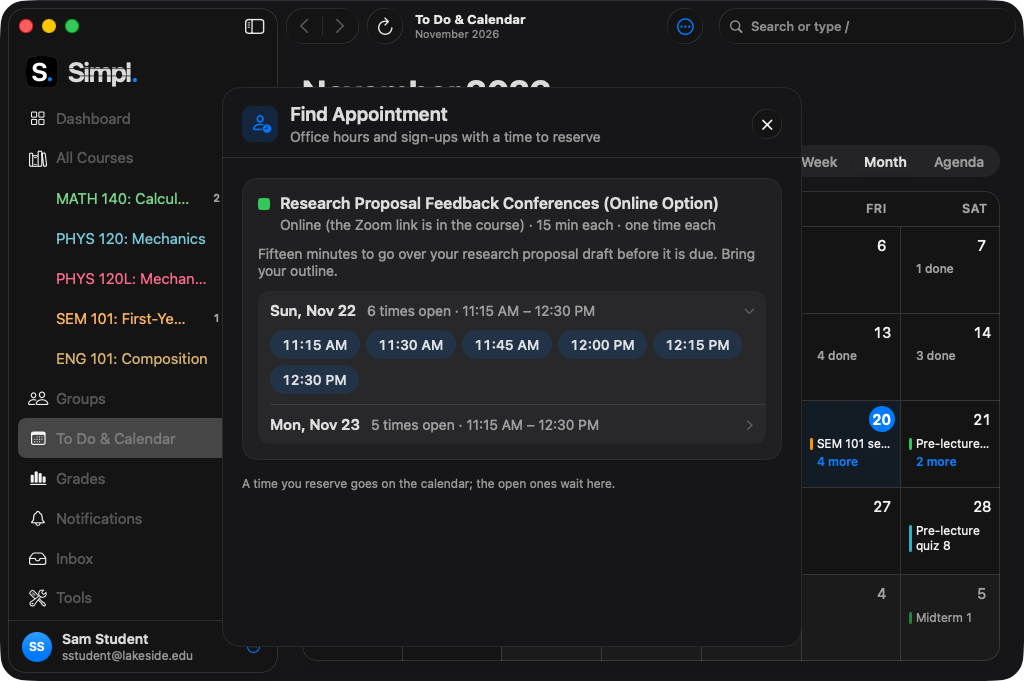 To Do & Calendar
November 2026
Search or type /
S. Simpl.
Dashboard
All Courses
MATH 140: Calcul... 2
PHYS 120: Mechanics
PHYS 120L: Mechan...
SEM 101: First-Ye... 1
ENG 101: Composition
Groups
To Do & Calendar
Grades
Notifications
Inbox
Tools
SS
Sam Student
sstudent@lakeside.edu
Find Appointment
Office hours and sign-ups with a time to reserve
Research Proposal Feedback Conferences (Online Option)
Online (the Zoom link is in the course) · 15 min each · one time each
Fifteen minutes to go over your research proposal draft before it is due. Bring
your outline.
Sun, Nov 22 6 times open · 11:15 AM – 12:30 PM
11:15 AM 11:30 AM 11:45 AM 12:00 PM 12:15 PM
12:30 PM
Mon, Nov 23 5 times open · 11:15 AM – 12:30 PM
A time you reserve goes on the calendar; the open ones wait here.
Week Month Agenda
FRI SAT
6 7
1 done
13 14
4 done 3 done
20 21
SEM 101 se... Pre-lecture...
4 more 2 more
27 28
Pre-lecture
quiz 8
4 5
Midterm 1